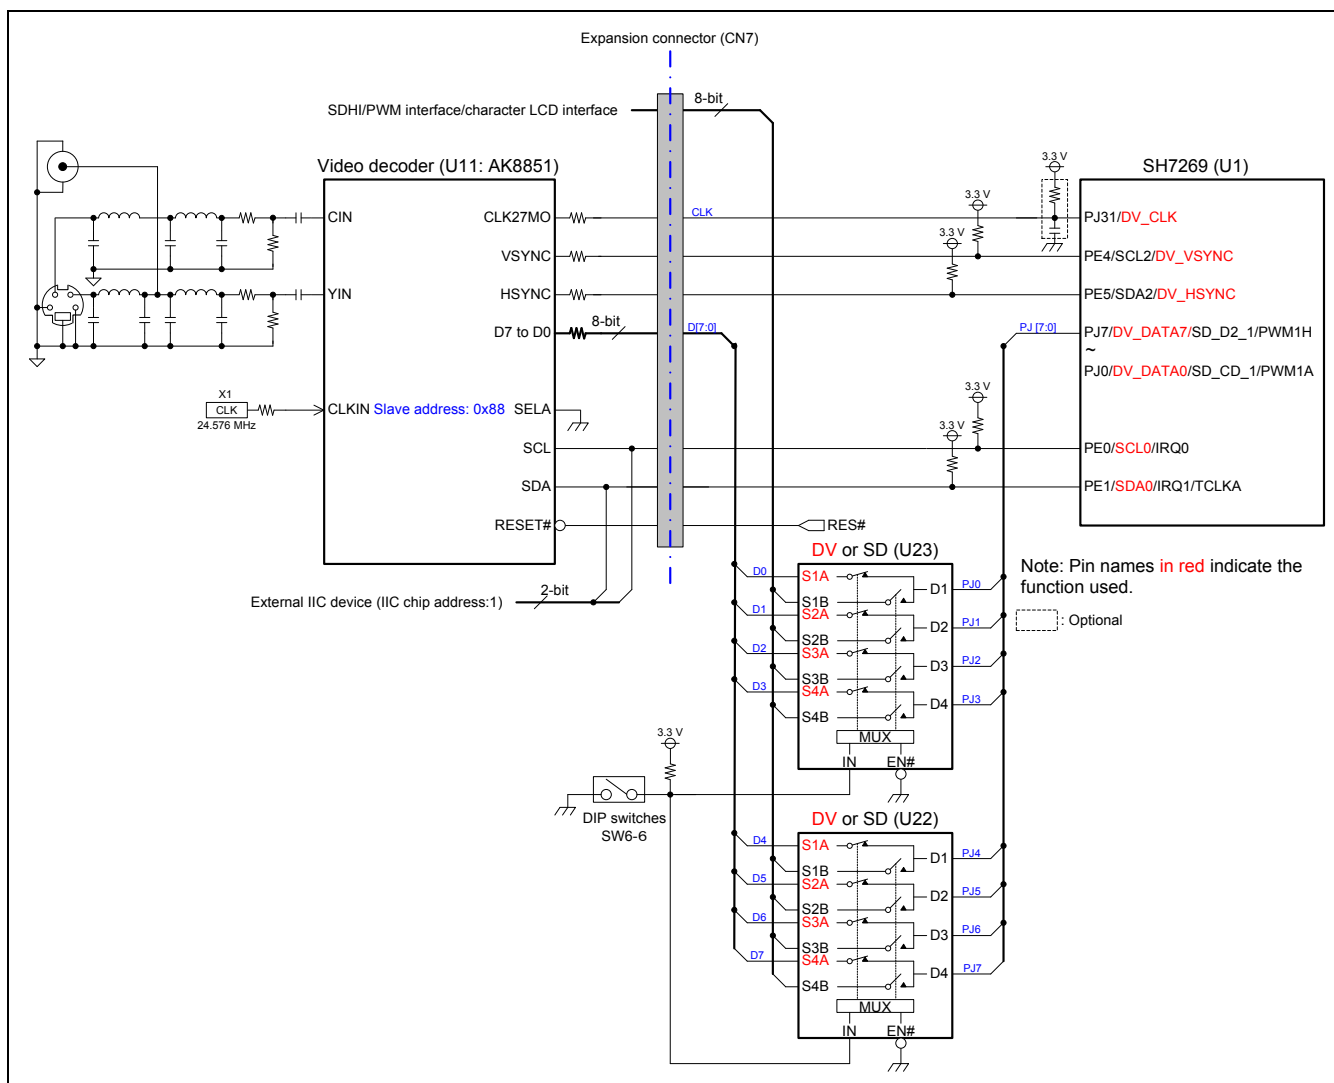 Expansion connector (CN7)
SDHI/PWM interface/character LCD interface
8-bit
Video decoder (U11: AK8851)
SH7269 (U1)
3.3 V
3.3 V
3.3 V
CIN
CLK27MO
CLK
PJ31/DV_CLK
VSYNC
PE4/SCL2/DV_VSYNC
YIN
HSYNC
PE5/SDA2/DV_HSYNC
D7 to D0
8-bit
D[7:0]
PJ [7:0]
PJ7/DV_DATA7/SD_D2_1/PWM1H
~
PJ0/DV_DATA0/SD_CD_1/PWM1A
X1
CLK
24.576 MHz
CLKIN
Slave address: 0x88
SELA
3.3 V
3.3 V
SCL
PE0/SCL0/IRQ0
SDA
PE1/SDA0/IRQ1/TCLKA
RESET#
RES#
DV or SD (U23)
Note: Pin names in red indicate the
function used.
: Optional
2-bit
External IIC device (IIC chip address:1)
D0
S1A
D1
PJ0
S1B
D1
S2A
D2
PJ1
S2B
D2
S3A
D3
PJ2
S3B
D3
S4A
D4
PJ3
S4B
MUX
IN
EN#
3.3 V
DIP switches
SW6-6
DV or SD (U22)
D4
S1A
D1
PJ4
S1B
D5
S2A
D2
PJ5
S2B
D6
S3A
D3
PJ6
S3B
D7
S4A
D4
PJ7
S4B
MUX
IN
EN#